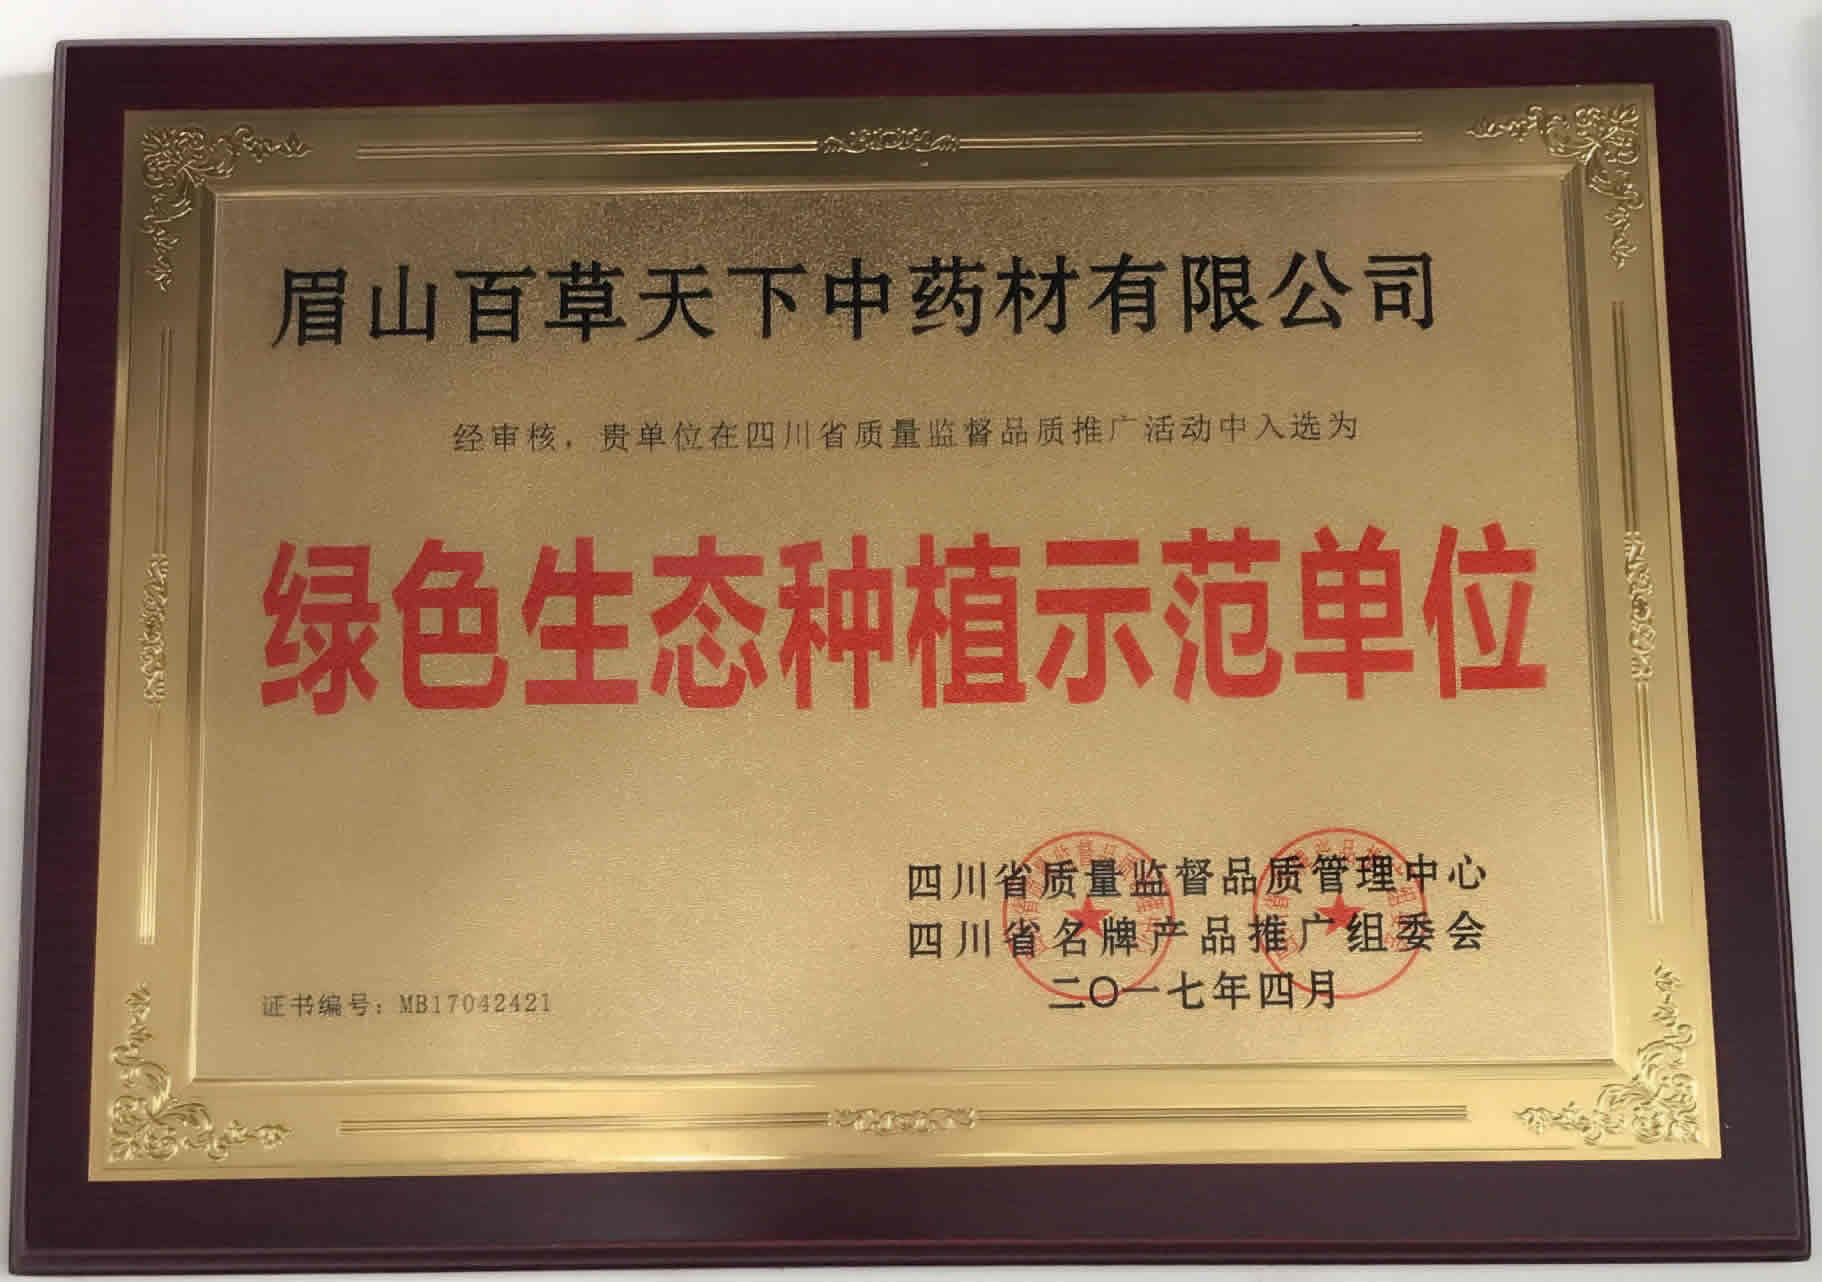 眉山百草天下中药材有限公司
经审核，贵单位在四川省质量监督品质推广活动中入选为
绿色生态种植示范单位
四川省质量监督品质管理中心
四川省名牌产品推广组委会
二〇一七年四月
证书编号：MB17042421